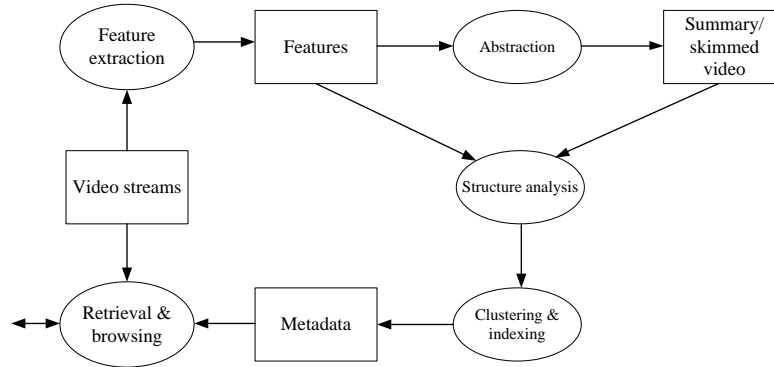 Feature
extraction
Features
Abstraction
Summary/
skimmed
video
Video streams
Structure analysis
Retrieval &
browsing
Metadata
Clustering &
indexing